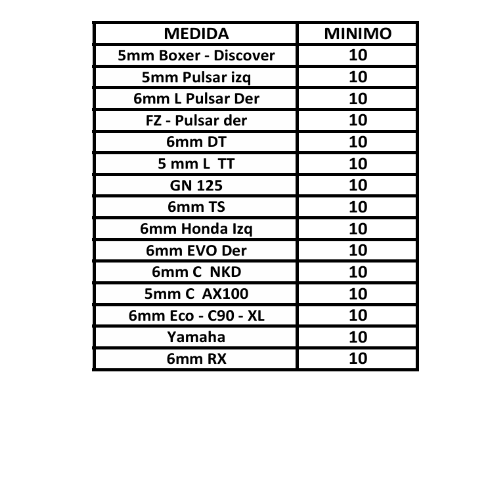 MEDIDA MINIMO
5mm Boxer - Discover 10
5mm Pulsar izq 10
6mm L Pulsar Der 10
FZ - Pulsar der 10
6mm DT 10
5 mm L  TT 10
GN 125 10
6mm TS 10
6mm Honda Izq 10
6mm EVO Der 10
6mm C  NKD 10
5mm C  AX100 10
6mm Eco - C90 - XL 10
Yamaha 10
6mm RX 10